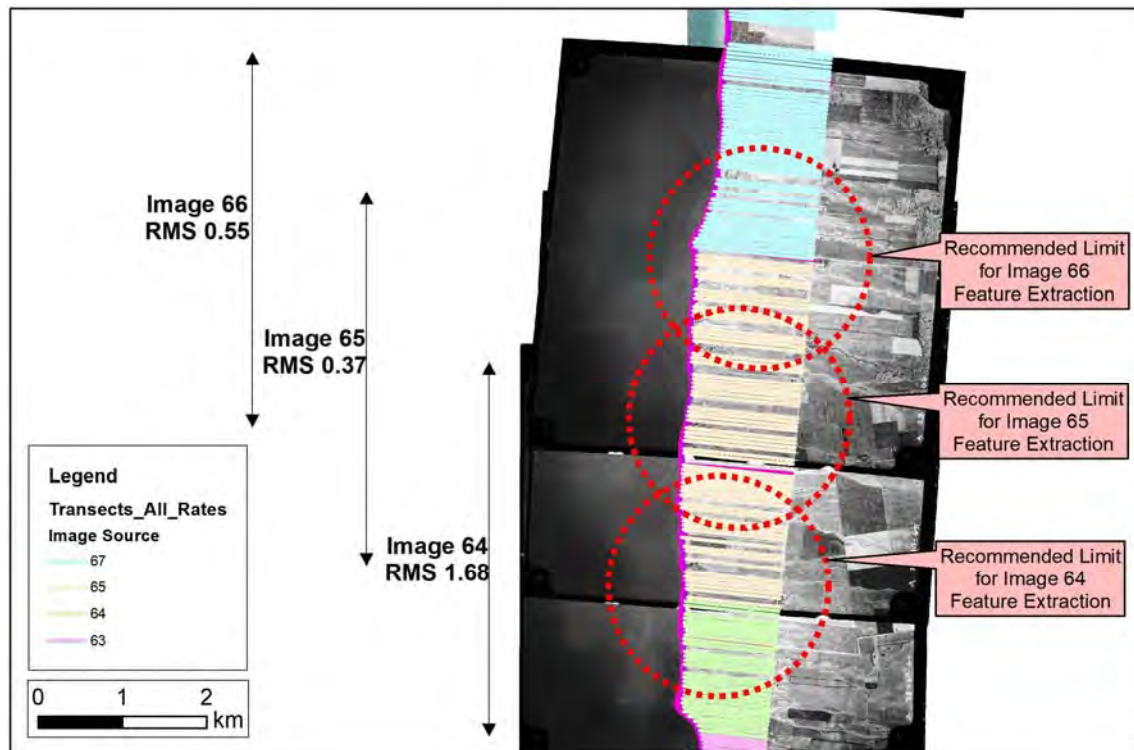 Image 66
RMS 0.55
Image 65
RMS 0.37
Image 64
RMS 1.68
Recommended Limit
for Image 66
Feature Extraction
Recommended Limit
for Image 65
Feature Extraction
Recommended Limit
for Image 64
Feature Extraction
Legend
Transects_All_Rates
Image Source
67
65
64
63
0 1 2
km